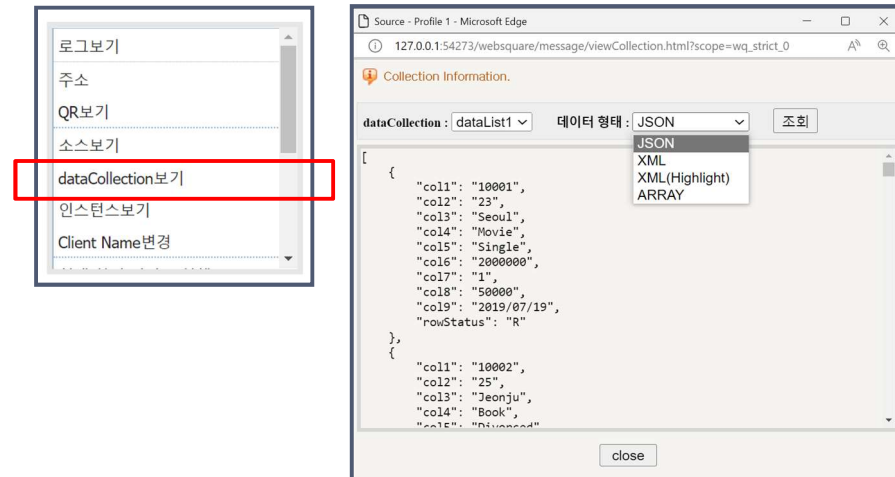 로그보기
주소
QR보기
소스보기
dataCollection보기
인스턴스보기
Client Name변경
Source - Profile 1 - Microsoft Edge
127.0.0.1:54273/websquare/message/viewCollection.html?scope=wq_strict_0
Collection Information.
dataCollection : dataList1 데이터 형태 : JSON 조회
JSON
XML
XML(Highlight)
ARRAY
[
{
"col1": "10001",
"col2": "23",
"col3": "Seoul",
"col4": "Movie",
"col5": "Single",
"col6": "2000000",
"col7": "1",
"col8": "50000",
"col9": "2019/07/19",
"rowStatus": "R"
},
{
"col1": "10002",
"col2": "25",
"col3": "Jeonju",
"col4": "Book",
"col5": "Divorced"
close